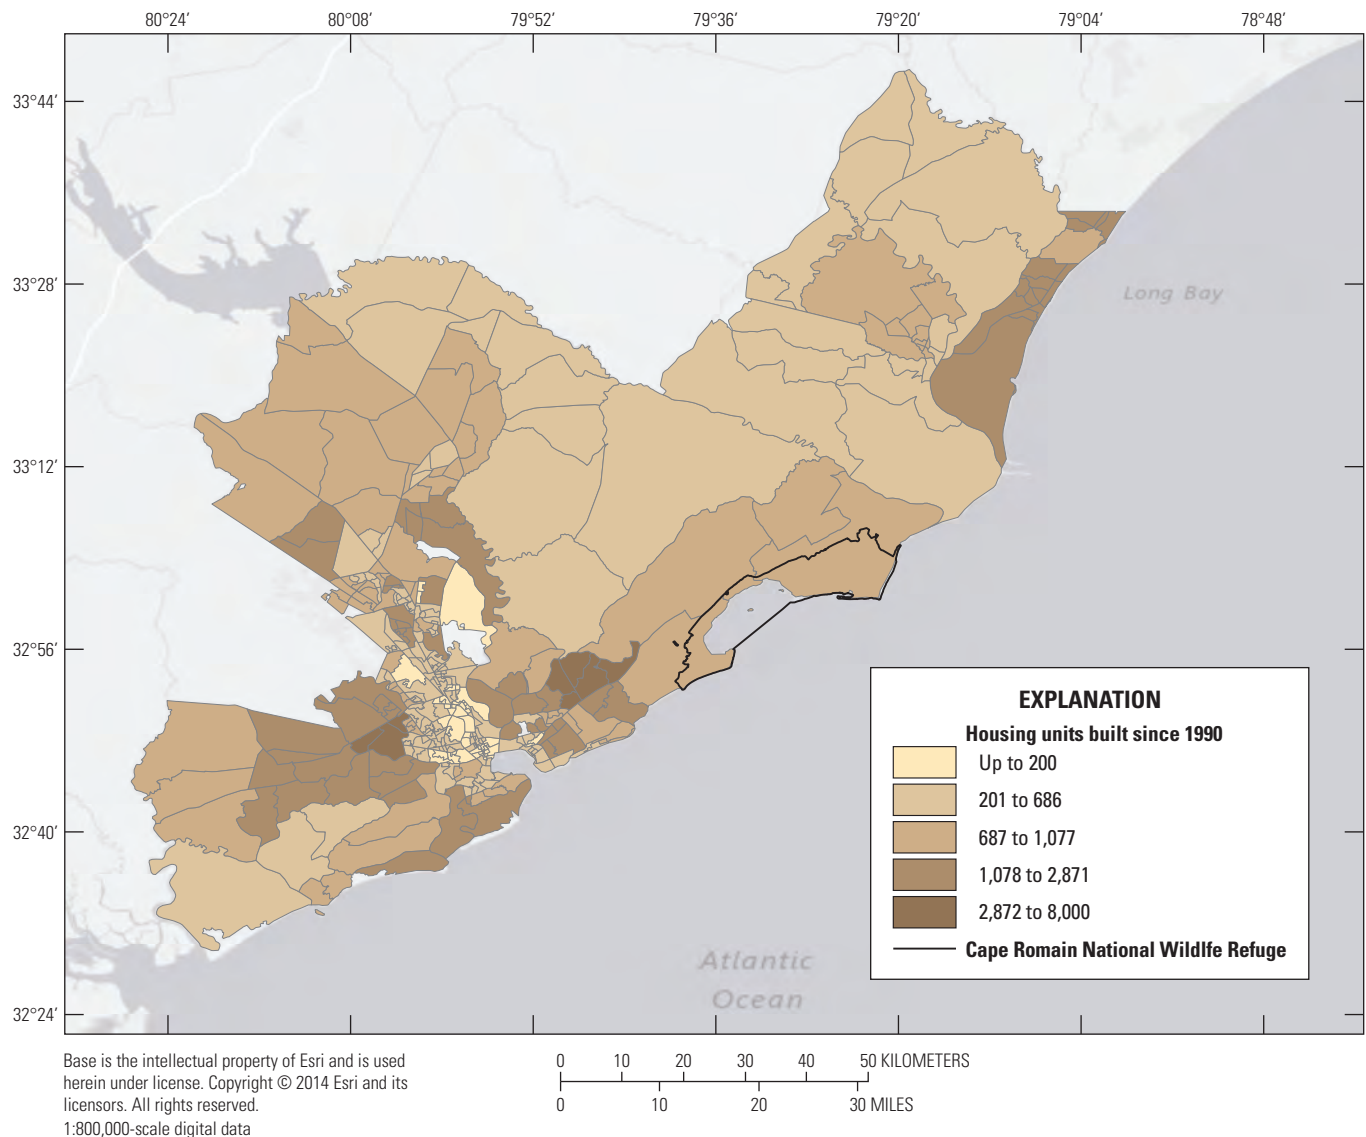 80°24′ 80°08′ 79°52′ 79°36′ 79°20′ 79°04′ 78°48′
33°44′
33°28′
Long Bay
33°12′
32°56′
EXPLANATION
Housing units built since 1990
Up to 200
201 to 686
687 to 1,077
1,078 to 2,871
2,872 to 8,000
Cape Romain National Wildlfe Refuge
32°40′
Atlantic
Ocean
32°24′
Base is the intellectual property of Esri and is used
herein under license. Copyright © 2014 Esri and its
licensors. All rights reserved.
1:800,000-scale digital data
0 10 20 30 40 50 KILOMETERS
0 10 20 30 MILES